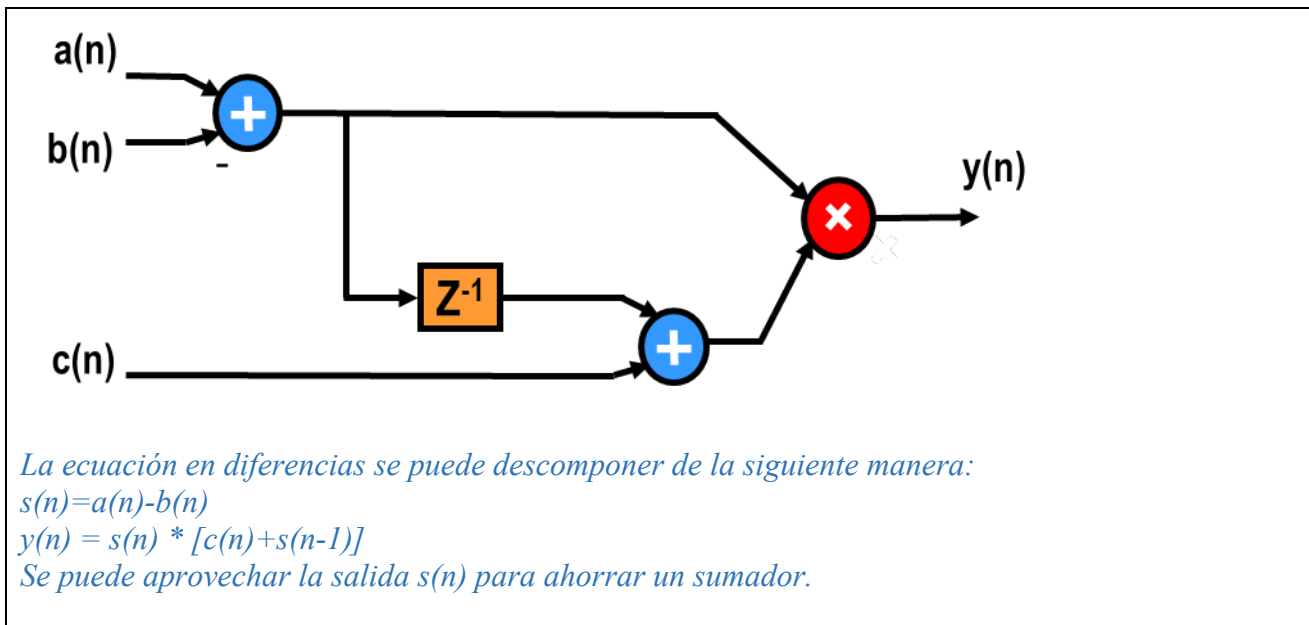 a(n)
+
b(n)
-
y(n)
×
Z-1
+
c(n)
La ecuación en diferencias se puede descomponer de la siguiente manera:
s(n)=a(n)-b(n)
y(n) = s(n) * [c(n)+s(n-1)]
Se puede aprovechar la salida s(n) para ahorrar un sumador.